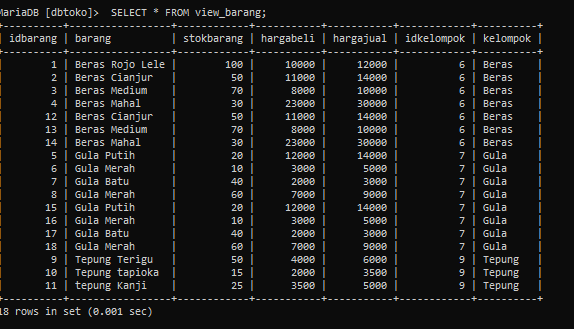 MariaDB [dbtoko]> SELECT * FROM view_barang;
+----------+-----------------+------------+-----------+-----------+------------+----------+
| idbarang | barang          | stokbarang | hargabeli | hargajual | idkelompok | kelompok |
+----------+-----------------+------------+-----------+-----------+------------+----------+
|        1 | Beras Rojo Lele |        100 |     10000 |     12000 |          6 | Beras    |
|        2 | Beras Cianjur   |         50 |     11000 |     14000 |          6 | Beras    |
|        3 | Beras Medium    |         70 |      8000 |     10000 |          6 | Beras    |
|        4 | Beras Mahal     |         30 |     23000 |     30000 |          6 | Beras    |
|       12 | Beras Cianjur   |         50 |     11000 |     14000 |          6 | Beras    |
|       13 | Beras Medium    |         70 |      8000 |     10000 |          6 | Beras    |
|       14 | Beras Mahal     |         30 |     23000 |     30000 |          6 | Beras    |
|        5 | Gula Putih      |         20 |     12000 |     14000 |          7 | Gula     |
|        6 | Gula Merah      |         10 |      3000 |      5000 |          7 | Gula     |
|        7 | Gula Batu       |         40 |      2000 |      3000 |          7 | Gula     |
|        8 | Gula Merah      |         60 |      7000 |      9000 |          7 | Gula     |
|       15 | Gula Putih      |         20 |     12000 |     14000 |          7 | Gula     |
|       16 | Gula Merah      |         10 |      3000 |      5000 |          7 | Gula     |
|       17 | Gula Batu       |         40 |      2000 |      3000 |          7 | Gula     |
|       18 | Gula Merah      |         60 |      7000 |      9000 |          7 | Gula     |
|        9 | Tepung Terigu   |         50 |      4000 |      6000 |          9 | Tepung   |
|       10 | Tepung tapioka  |         15 |      2000 |      3500 |          9 | Tepung   |
|       11 | tepung Kanji    |         25 |      3500 |      5000 |          9 | Tepung   |
+----------+-----------------+------------+-----------+-----------+------------+----------+
18 rows in set (0.001 sec)